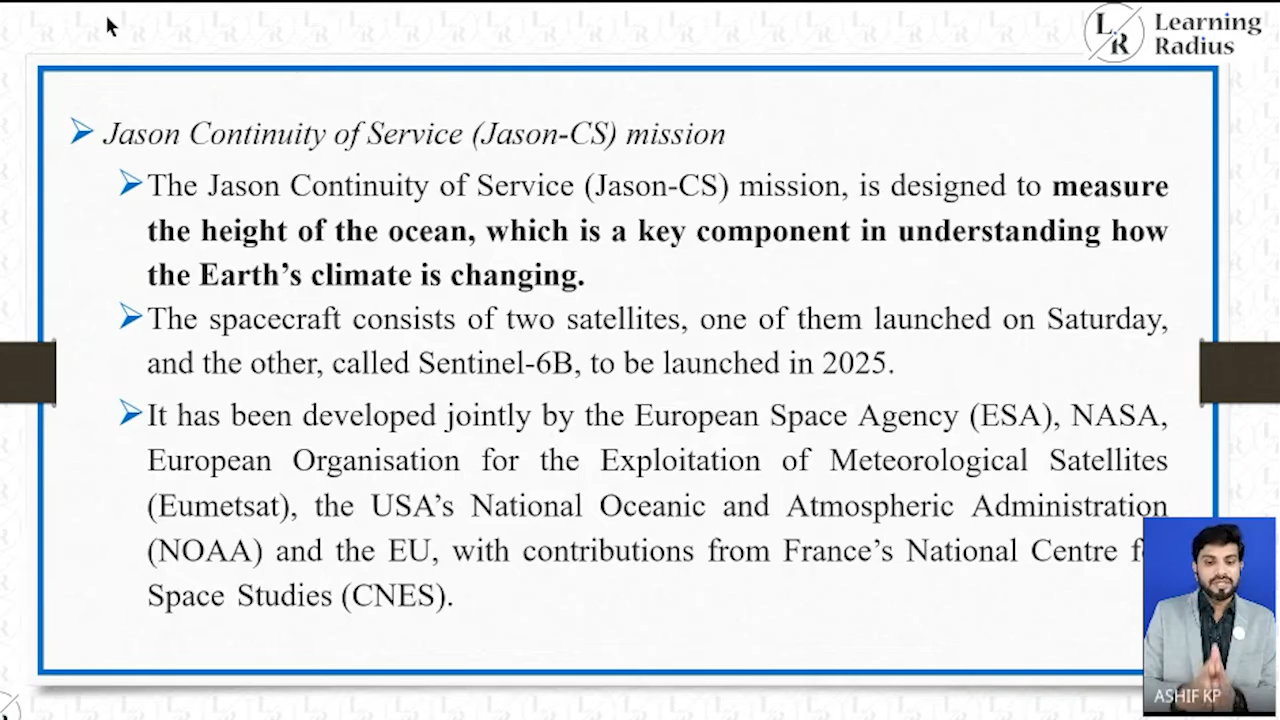 L.R Learning
Radius
Jason Continuity of Service (Jason-CS) mission
The Jason Continuity of Service (Jason-CS) mission, is designed to measure
the height of the ocean, which is a key component in understanding how
the Earth’s climate is changing.
The spacecraft consists of two satellites, one of them launched on Saturday,
and the other, called Sentinel-6B, to be launched in 2025.
It has been developed jointly by the European Space Agency (ESA), NASA,
European Organisation for the Exploitation of Meteorological Satellites
(Eumetsat), the USA’s National Oceanic and Atmospheric Administration
(NOAA) and the EU, with contributions from France’s National Centre
Space Studies (CNES).
ASHIF KP